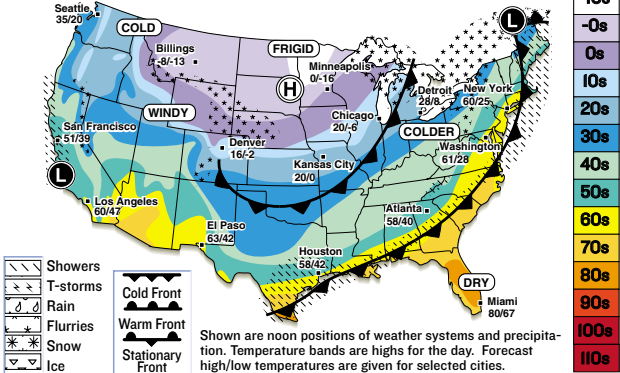 Seattle
35/20
COLD
Billings
-8/-13
FRIGID
Minneapolis
0/-16
H
L
Detroit
28/8
New York
60/25
WINDY
Chicago
20/-6
COLDER
San Francisco
51/39
Denver
16/-2
Kansas City
20/0
Washington
61/28
L
Los Angeles
60/47
El Paso
63/42
Atlanta
58/40
Houston
58/42
DRY
Miami
80/67
Showers
T-storms
Rain
Flurries
Snow
Ice
Cold Front
Warm Front
Stationary
Front
Shown are noon positions of weather systems and precipita-
tion. Temperature bands are highs for the day. Forecast
high/low temperatures are given for selected cities.
-10s
-0s
0s
10s
20s
30s
40s
50s
60s
70s
80s
90s
100s
110s